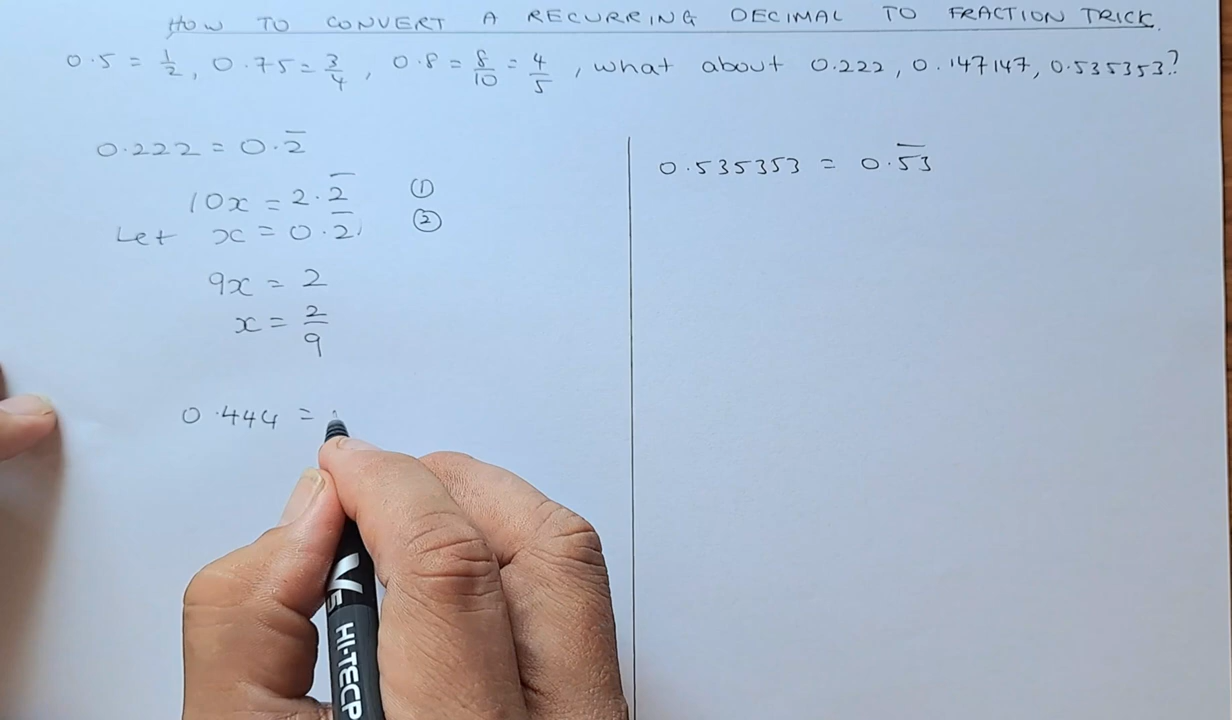 HOW TO CONVERT A RECURRING DECIMAL TO FRACTION TRICK.
0.5 = 1/2, 0.75 = 3/4, 0.8 = 8/10 = 4/5, what about 0.222, 0.147147, 0.535353?
0.222 = 0.2̅
10x = 2.2̅ ①
Let x = 0.2̅ ②
9x = 2
x = 2/9
0.444 =
0.535353 = 0.5̅3̅
V5 HI-TECP